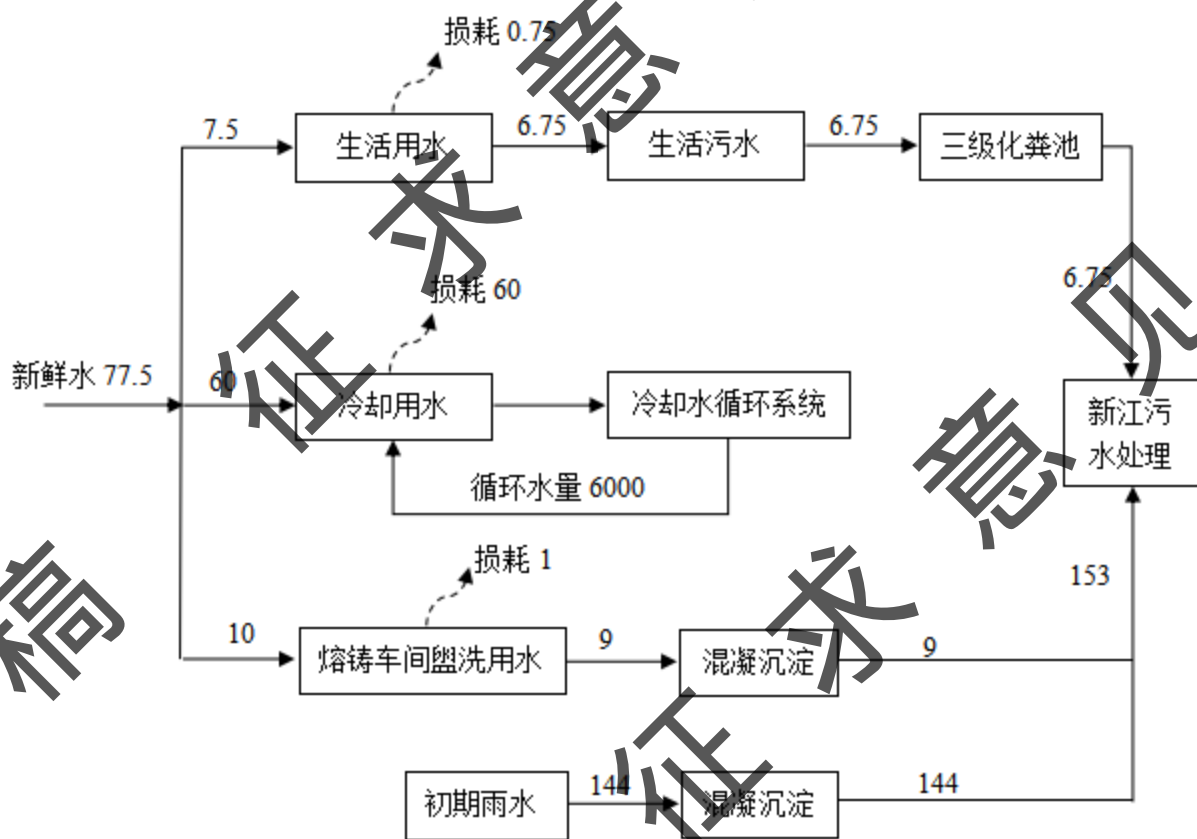 损耗 0.75
7.5
生活用水
6.75
生活污水
6.75
三级化粪池
6.75
损耗 60
新鲜水 77.5
60
冷却用水
冷却水循环系统
循环水量 6000
新江污
水处理
损耗 1
153
10
熔铸车间盥洗用水
9
混凝沉淀
9
初期雨水
144
混凝沉淀
144
征求意
稿
征求意见